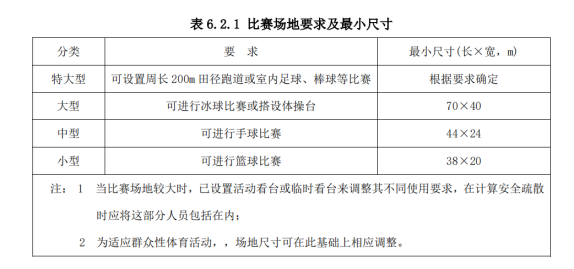 表 6.2.1 比赛场地要求及最小尺寸
分类 要 求 最小尺寸(长×宽，m)
特大型 可设置周长 200m 田径跑道或室内足球、棒球等比赛 根据要求确定
大型 可进行冰球比赛或搭设体操台 70×40
中型 可进行手球比赛 44×24
小型 可进行篮球比赛 38×20
注： 1 当比赛场地较大时，已设置活动看台或临时看台来调整其不同使用要求，在计算安全疏散
时应将这部分人员包括在内；
2 为适应群众性体育活动，，场地尺寸可在此基础上相应调整。